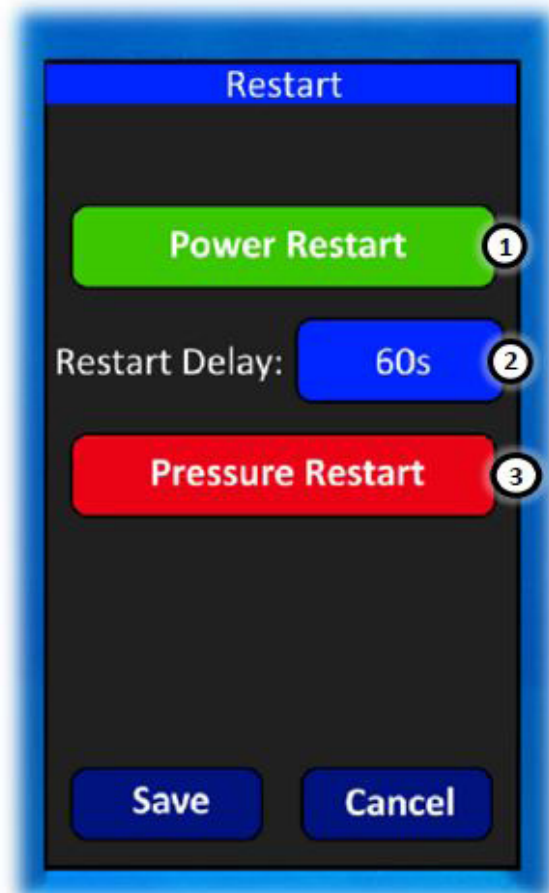 Restart
Power Restart 1
Restart Delay: 60s 2
Pressure Restart 3
Save Cancel